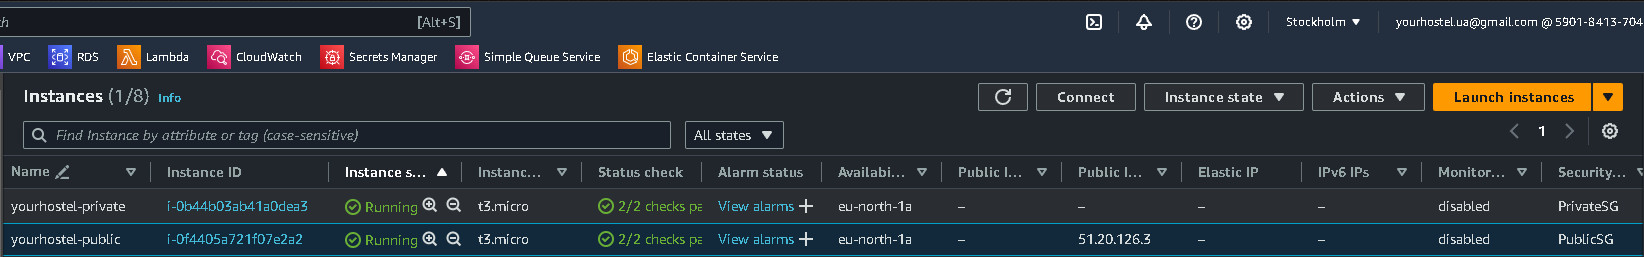 [Alt+S] Stockholm yourhostel.ua@gmail.com @ 5901-8413-704
VPC RDS Lambda CloudWatch Secrets Manager Simple Queue Service Elastic Container Service
Instances (1/8) Info Connect Instance state Actions Launch instances
Find Instance by attribute or tag (case-sensitive) All states 1
Name Instance ID Instance s... Instanc... Status check Alarm status Availabi... Public I... Public I... Elastic IP IPv6 IPs Monitor... Security...
yourhostel-private i-0b44b03ab41a0dea3 Running t3.micro 2/2 checks pa View alarms + eu-north-1a – – – – disabled PrivateSG
yourhostel-public i-0f4405a721f07e2a2 Running t3.micro 2/2 checks pa View alarms + eu-north-1a – 51.20.126.3 – – disabled PublicSG